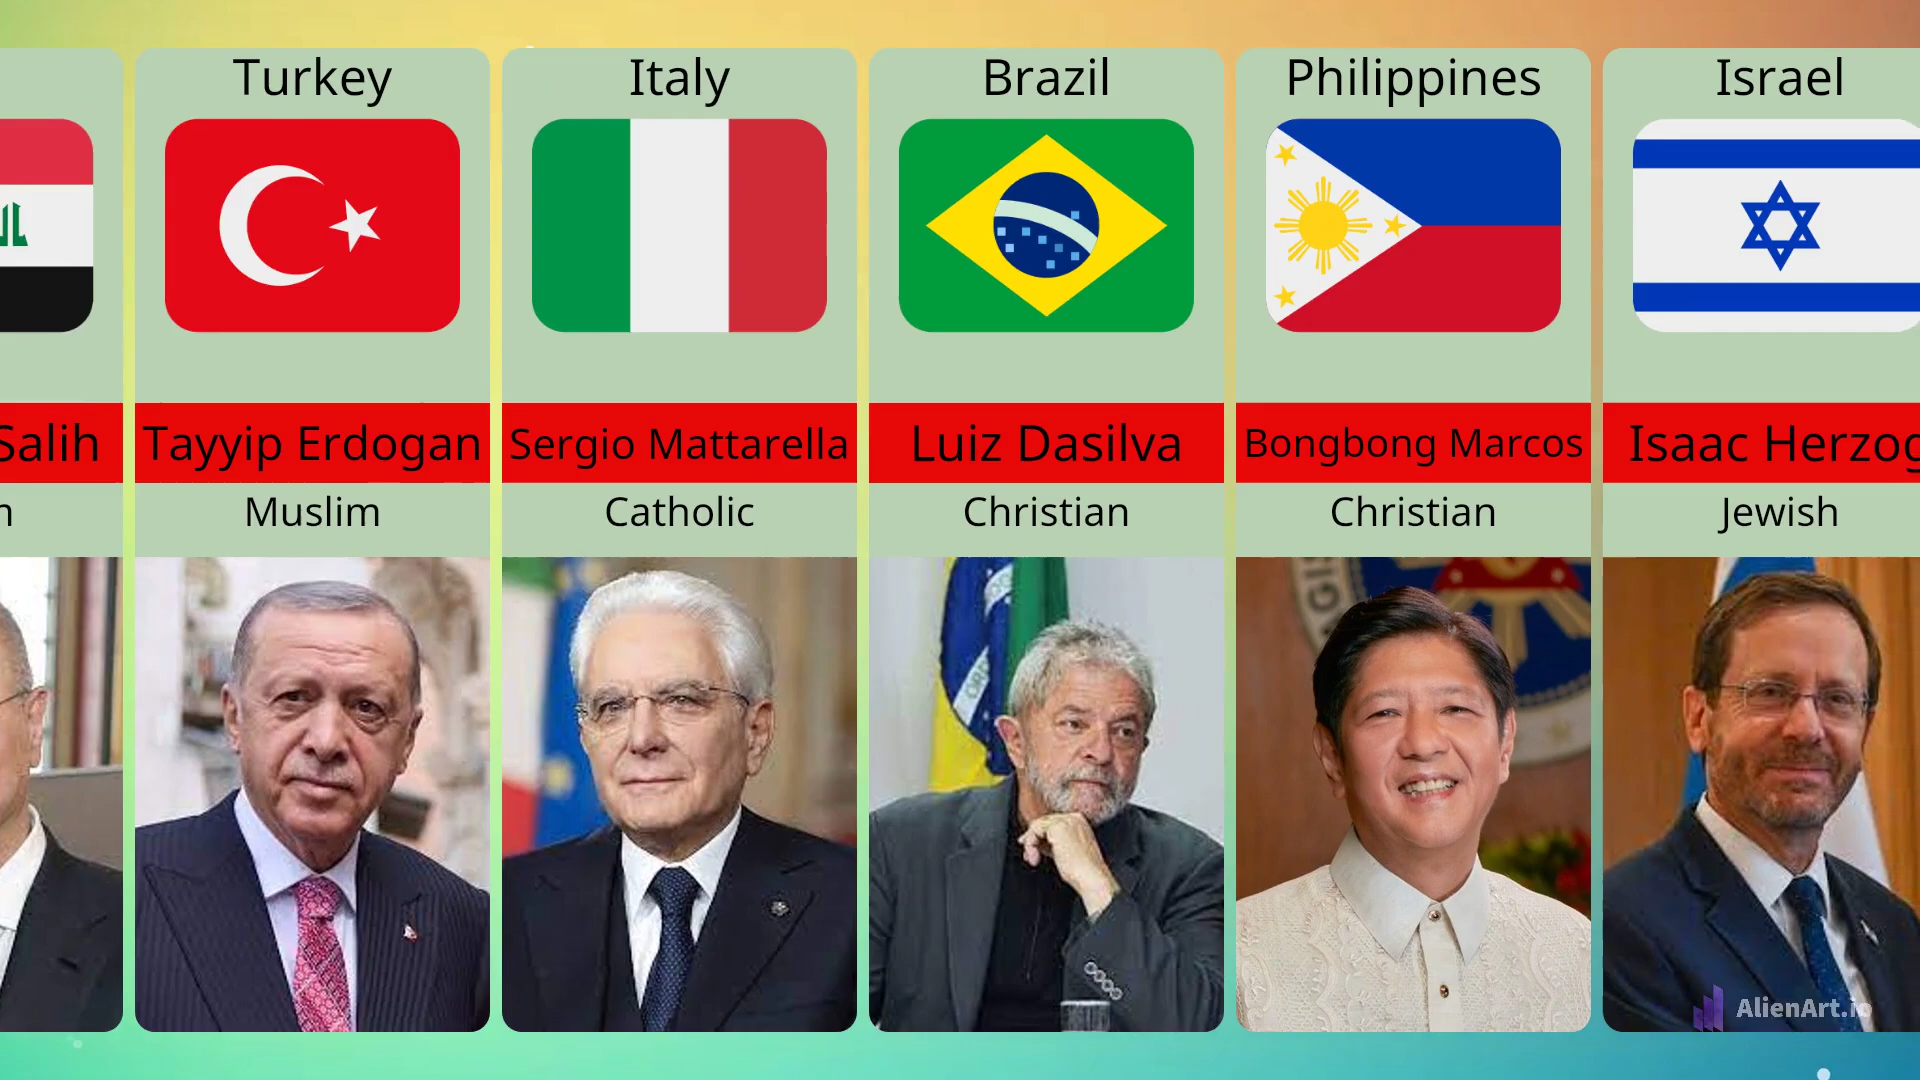 Turkey
Italy
Brazil
Philippines
Israel
Salih
Tayyip Erdogan
Sergio Mattarella
Luiz Dasilva
Bongbong Marcos
Isaac Herzog
Muslim
Catholic
Christian
Christian
Jewish
AlienArt.io